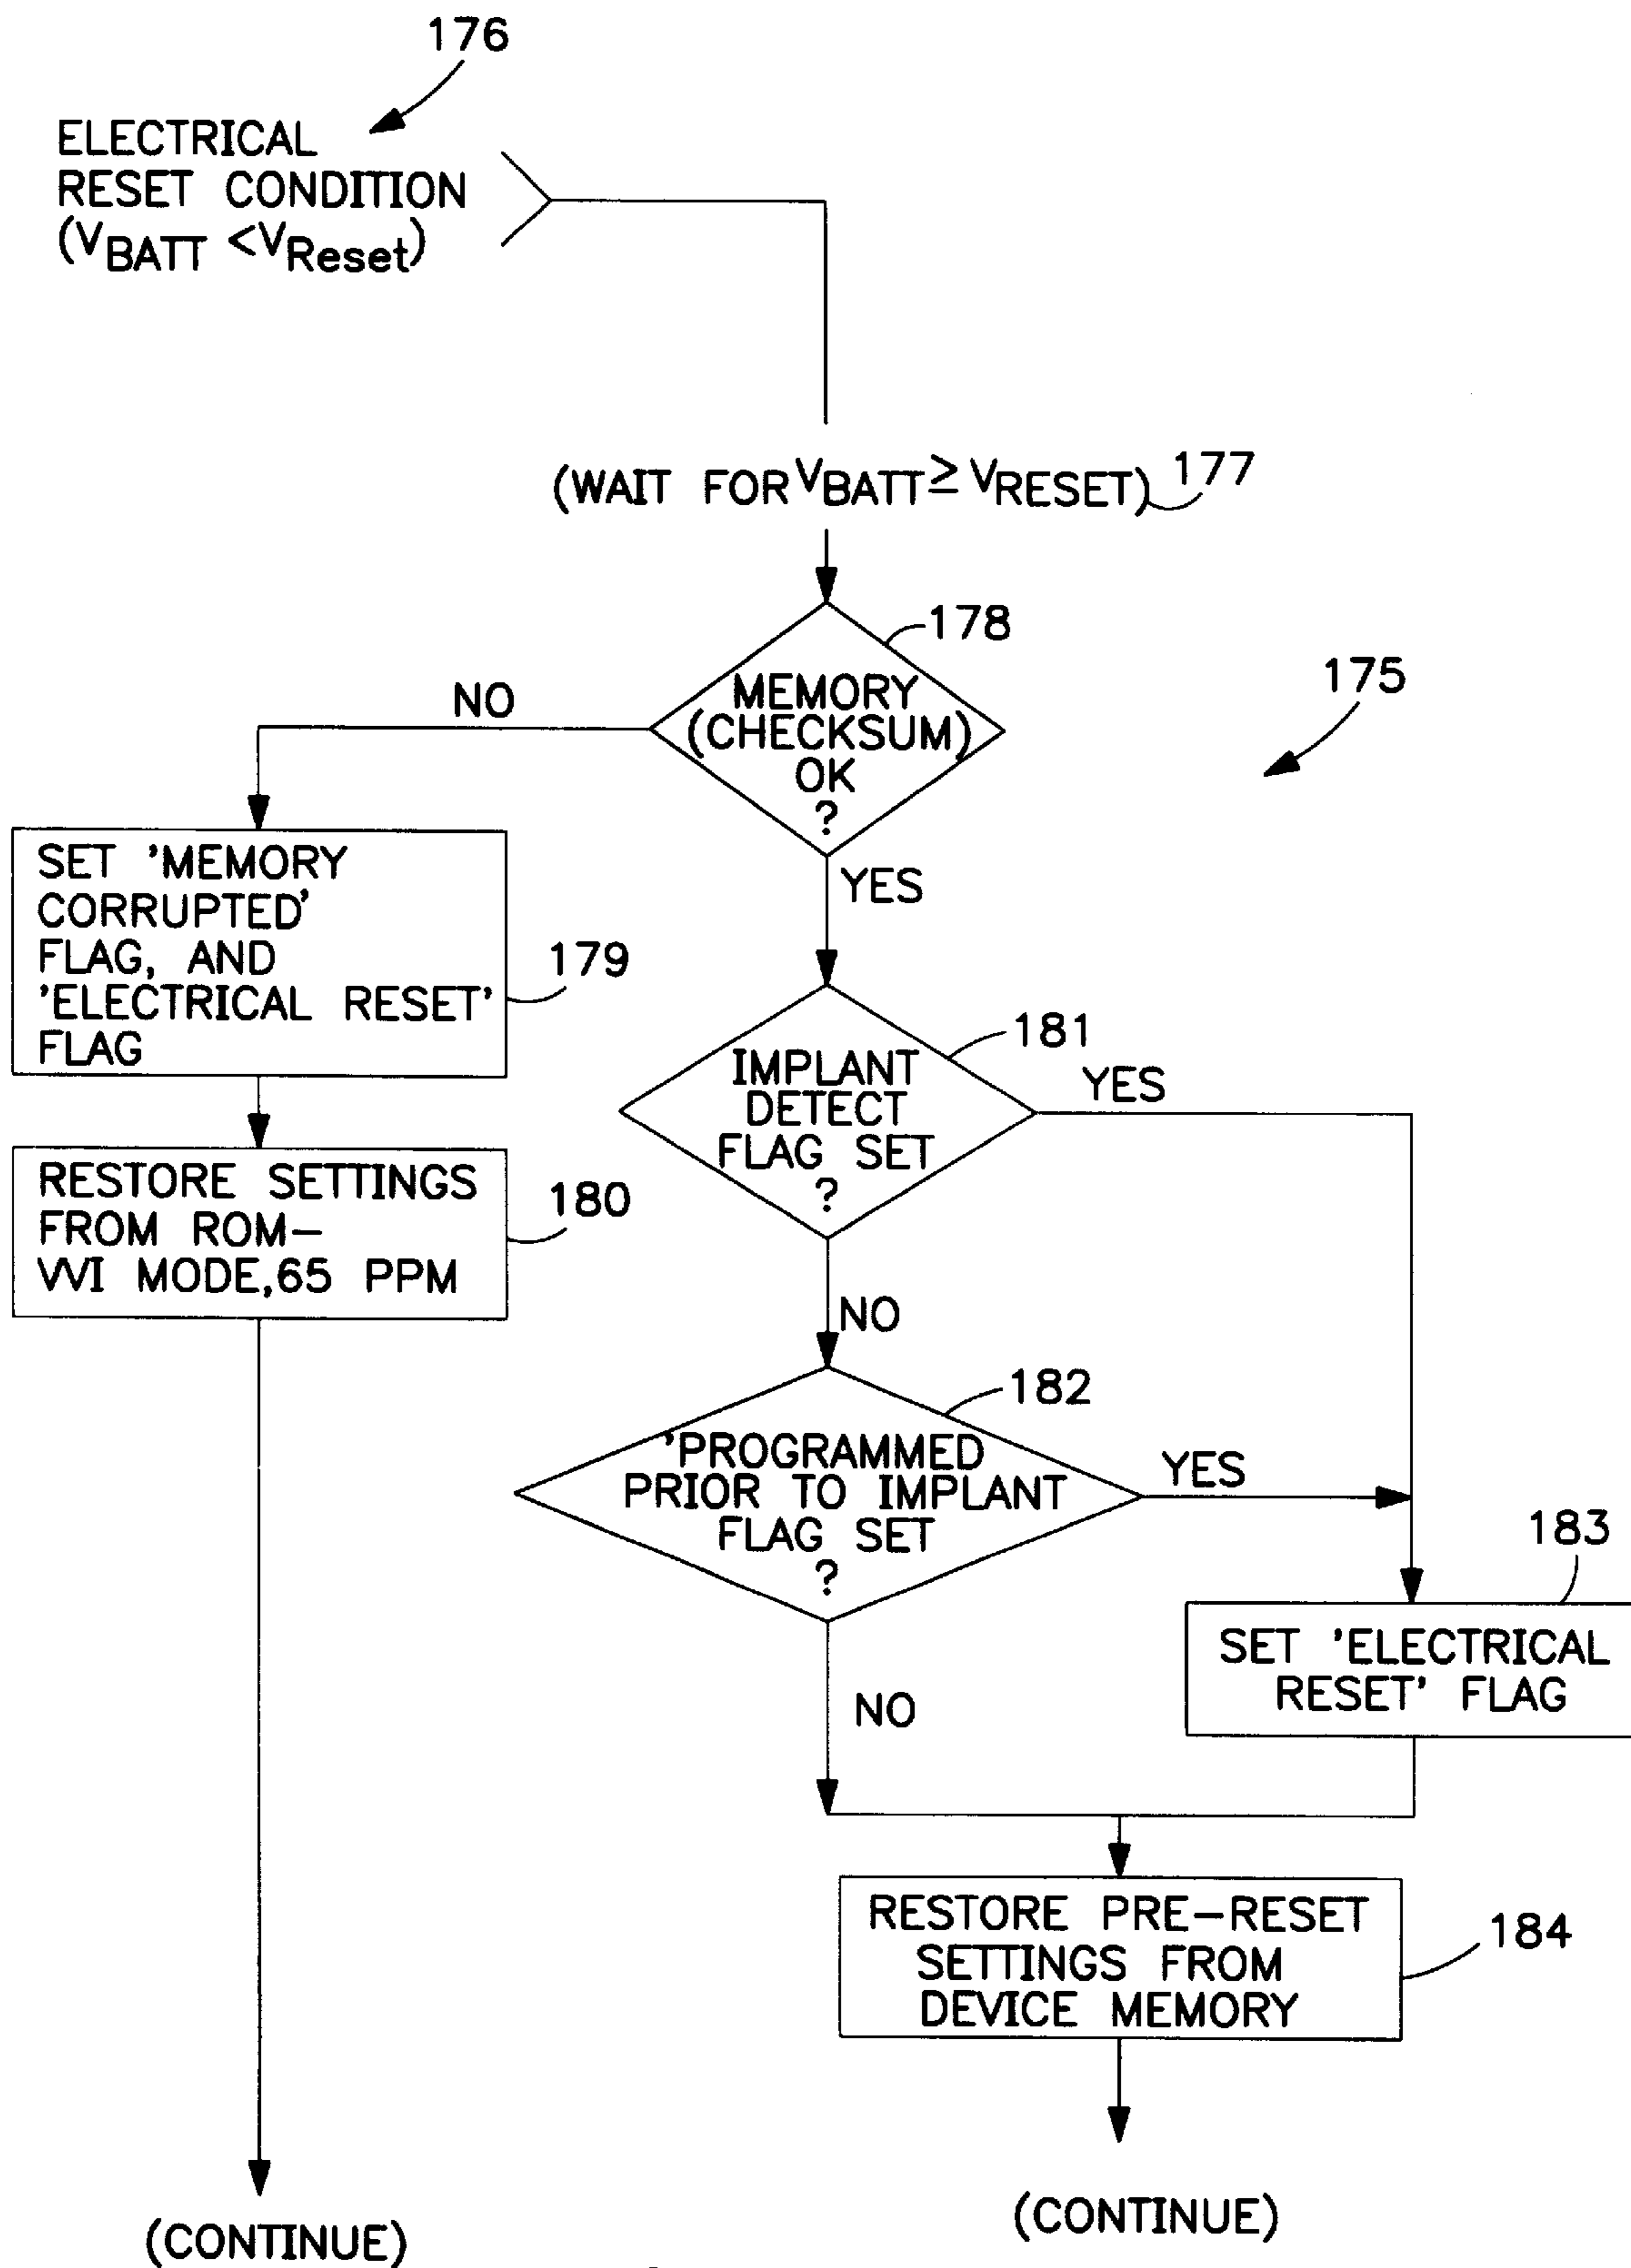 176
ELECTRICAL
RESET CONDITION
(VBATT <VReset)
(WAIT FOR VBATT ≥ VRESET)
177
178
MEMORY
(CHECKSUM)
OK
?
NO
YES
175
SET 'MEMORY
CORRUPTED'
FLAG, AND
'ELECTRICAL RESET'
FLAG
179
RESTORE SETTINGS
FROM ROM–
VVI MODE,65 PPM
180
181
IMPLANT
DETECT
FLAG SET
?
YES
NO
182
'PROGRAMMED
PRIOR TO IMPLANT
FLAG SET
?
YES
NO
183
SET 'ELECTRICAL
RESET' FLAG
RESTORE PRE–RESET
SETTINGS FROM
DEVICE MEMORY
184
(CONTINUE)
(CONTINUE)